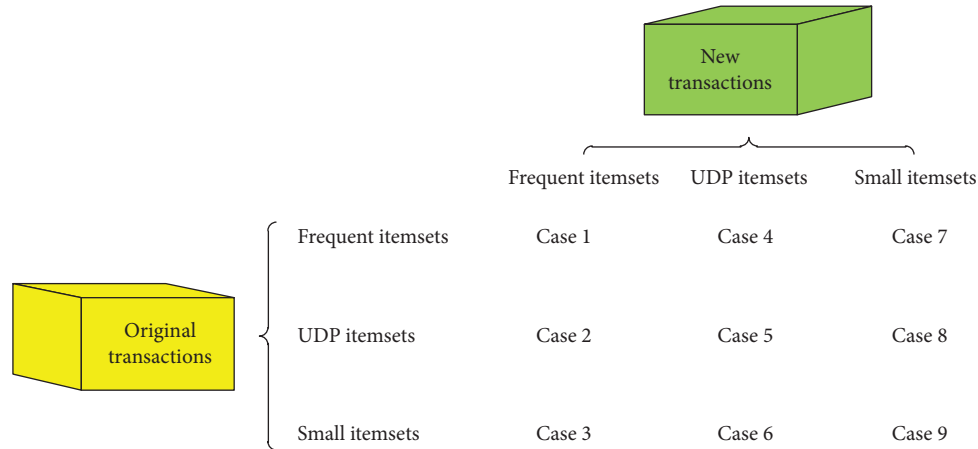 New
transactions
Frequent itemsets UDP itemsets Small itemsets
Frequent itemsets Case 1 Case 4 Case 7
Original
transactions
UDP itemsets Case 2 Case 5 Case 8
Small itemsets Case 3 Case 6 Case 9